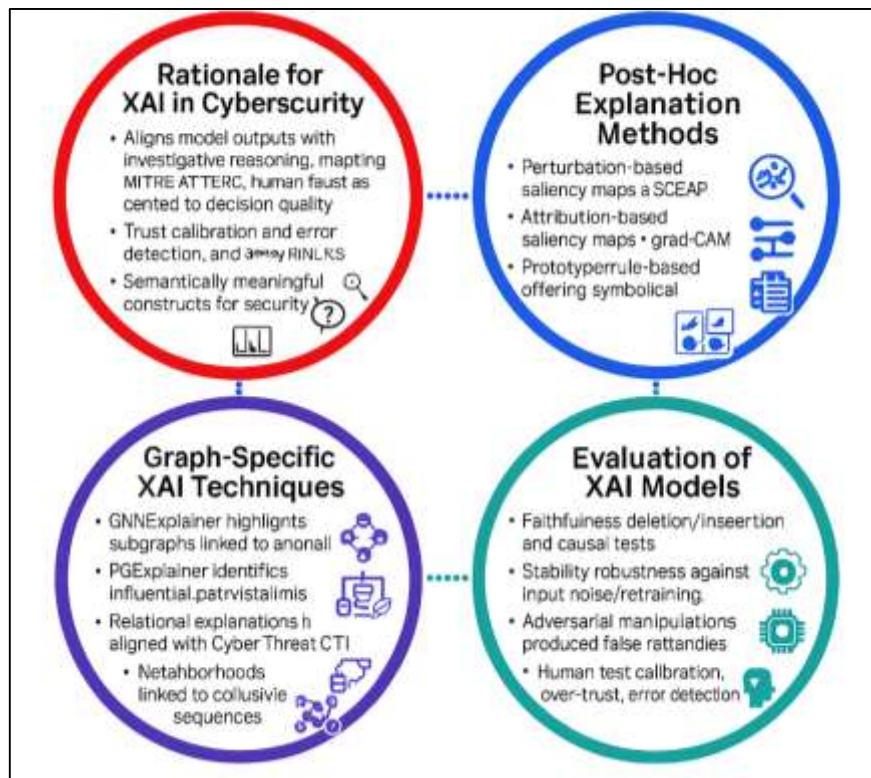 Rationale for
XAI in Cyberscurity
• Aligns model outputs with
investigative reasoning, mapting
MITRE ATTERC, human faust as
cented to decision quality
• Trust calibration and error
detection, and RINLKS
• Semantically meaningful
constructs for security
?
Post-Hoc
Explanation
Methods
• Perturbation-based
saliency maps a SCEAP
• Attribution-based
saliency maps • grad-CAM
• Prototyperrule-based
offering symbolical
Graph-Specific
XAI Techniques
• GNNExplainer highlignts
subgraphs linked to anonall
• PGExplainer identifics
influential.patrvistalimis
• Relational explanations h
aligned with Cyber Threat CTI
• Netahborhoods
linked to collusivie
sequences
Evaluation of
XAI Models
• Faithfuiness deletion/inseertion
and causal tests
• Stability robustness against
input noise/retraining.
• Adversarial manipulations
produced false rattandies
• Human test callbration,
over-trust, error detection